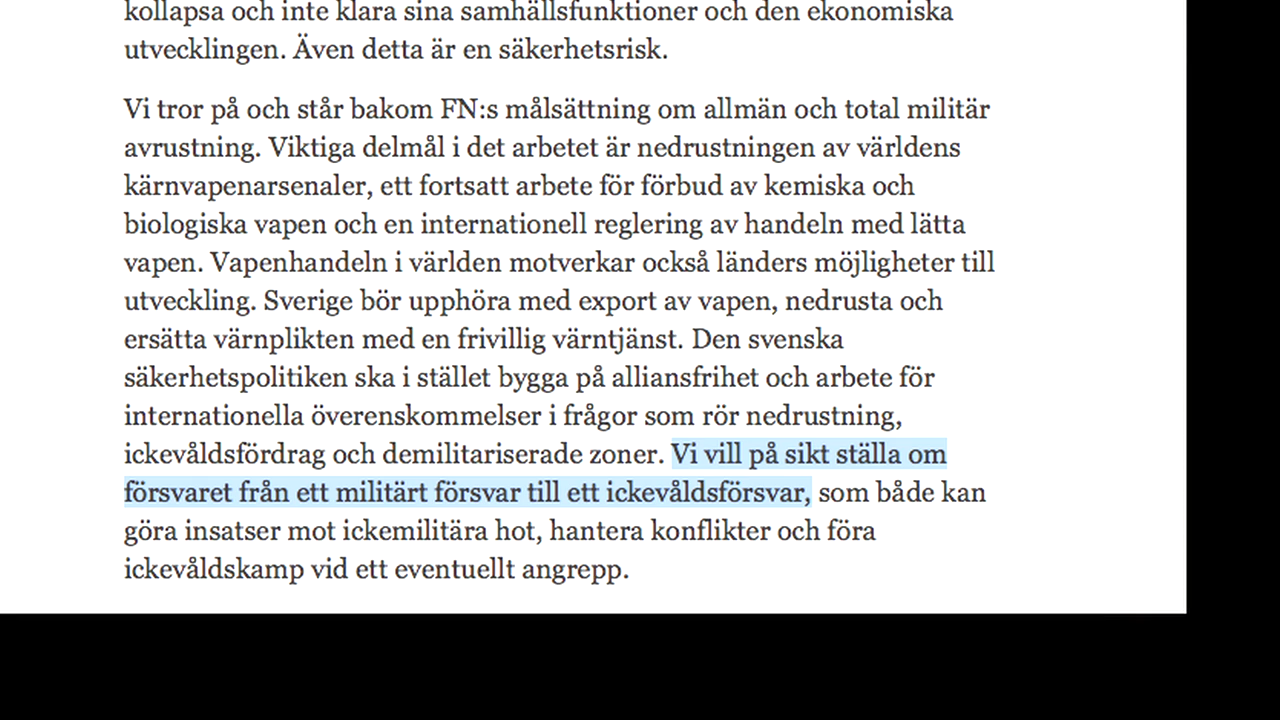 kollapsa och inte klara sina samhällsfunktioner och den ekonomiska
utvecklingen. Även detta är en säkerhetsrisk.
Vi tror på och står bakom FN:s målsättning om allmän och total militär
avrustning. Viktiga delmål i det arbetet är nedrustningen av världens
kärnvapenarsenaler, ett fortsatt arbete för förbud av kemiska och
biologiska vapen och en internationell reglering av handeln med lätta
vapen. Vapenhandeln i världen motverkar också länders möjligheter till
utveckling. Sverige bör upphöra med export av vapen, nedrusta och
ersätta värnplikten med en frivillig värntjänst. Den svenska
säkerhetspolitiken ska i stället bygga på alliansfrihet och arbete för
internationella överenskommelser i frågor som rör nedrustning,
ickevåldsfördrag och demilitariserade zoner. Vi vill på sikt ställa om
försvaret från ett militärt försvar till ett ickevåldsförsvar, som både kan
göra insatser mot ickemilitära hot, hantera konflikter och föra
ickevåldskamp vid ett eventuellt angrepp.